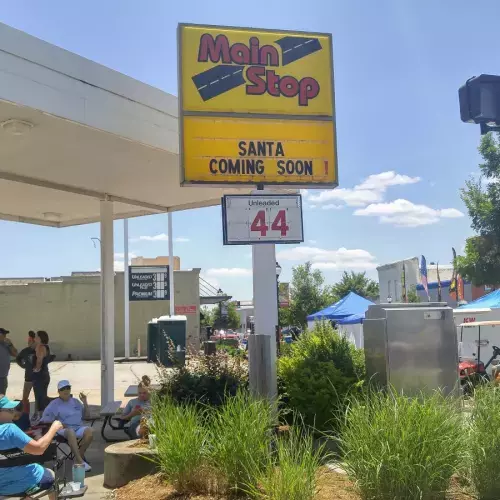 Main
Stop
SANTA
COMING SOON !
Unleaded
44